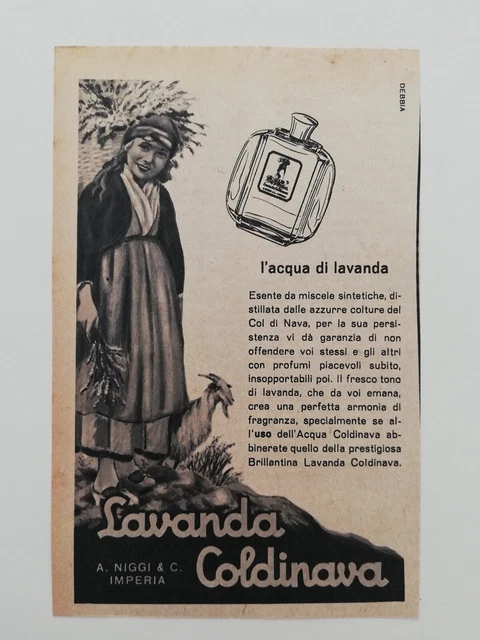 DEBBIA
l'acqua di lavanda
Esente da miscele sintetiche, di-
stillata dalle azzurre colture del
Col di Nava, per la sua persi-
stenza vi dà garanzia di non
offendere voi stessi e gli altri
con profumi piacevoli subito,
insopportabili poi. Il fresco tono
di lavanda, che da voi emana,
crea una perfetta armonia di
fragranza, specialmente se al-
l'uso dell'Acqua Coldinava ab-
binerete quello della prestigiosa
Brillantina Lavanda Coldinava.
Lavanda
Coldinava
A. NIGGI & C.
IMPERIA